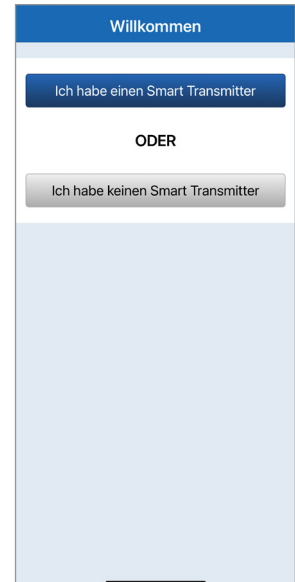 Willkommen
Ich habe einen Smart Transmitter
ODER
Ich habe keinen Smart Transmitter